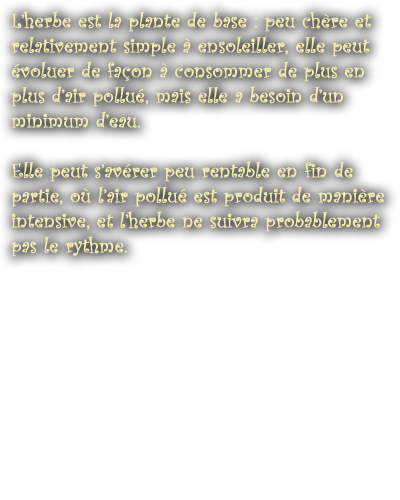 L'herbe est la plante de base : peu chère et
relativement simple à ensoleiller, elle peut
évoluer de façon à consommer de plus en
plus d'air pollué, mais elle a besoin d'un
minimum d'eau.

Elle peut s'avérer peu rentable en fin de
partie, où l'air pollué est produit de manière
intensive, et l'herbe ne suivra probablement
pas le rythme.